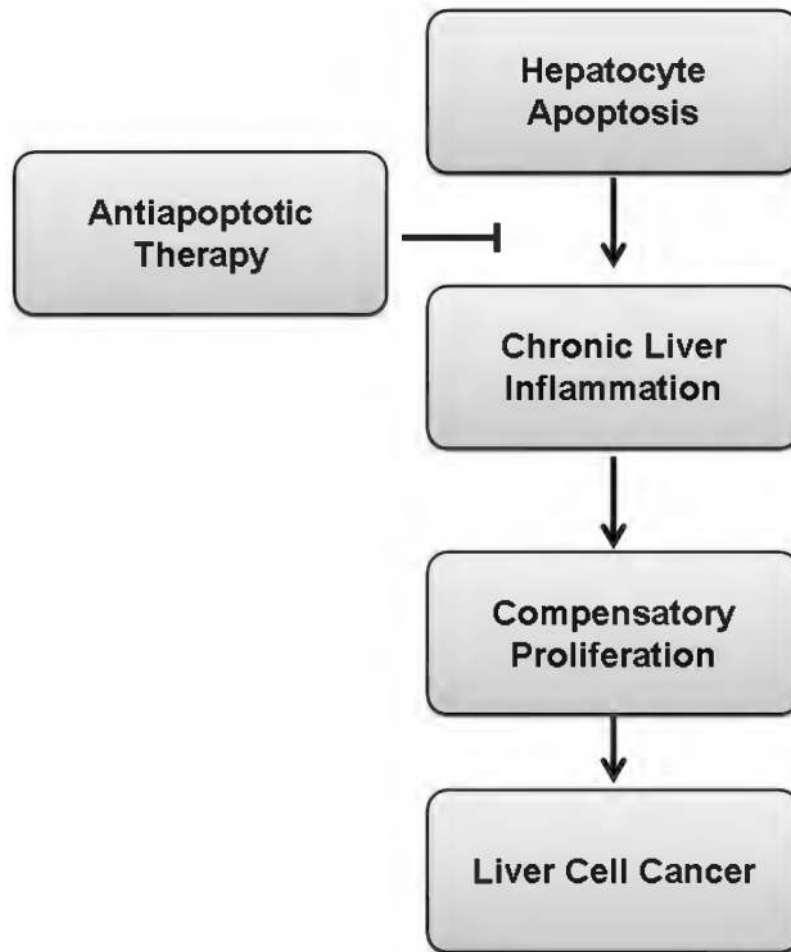 Hepatocyte
Apoptosis
Antiapoptotic
Therapy
Chronic Liver
Inflammation
Compensatory
Proliferation
Liver Cell Cancer